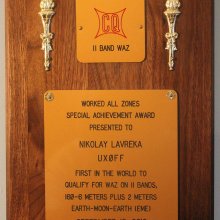 CQ
11 BAND WAZ
WORKED ALL ZONES
SPECIAL ACHIEVEMENT AWARD
PRESENTED TO
NIKOLAY LAVREKA
UXØFF
FIRST IN THE WORLD TO
QUALIFY FOR WAZ ON 11 BANDS,
160-6 METERS PLUS 2 METERS
EARTH-MOON-EARTH (EME)